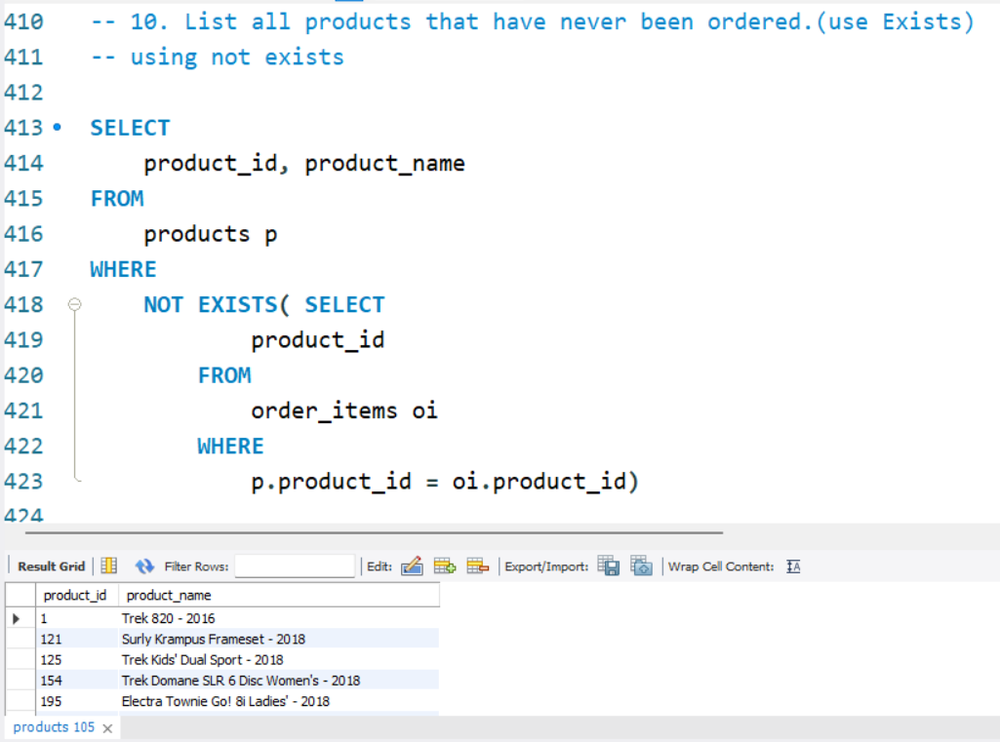 410 -- 10. List all products that have never been ordered.(use Exists)
411 -- using not exists
412
413 SELECT
414 product_id, product_name
415 FROM
416 products p
417 WHERE
418 NOT EXISTS( SELECT
419 product_id
420 FROM
421 order_items oi
422 WHERE
423 p.product_id = oi.product_id)
424
Result Grid Filter Rows: Edit: Export/Import: Wrap Cell Content: IA
product_id product_name
1 Trek 820 - 2016
121 Surly Krampus Frameset - 2018
125 Trek Kids' Dual Sport - 2018
154 Trek Domane SLR 6 Disc Women's - 2018
195 Electra Townie Go! 8i Ladies' - 2018
products 105